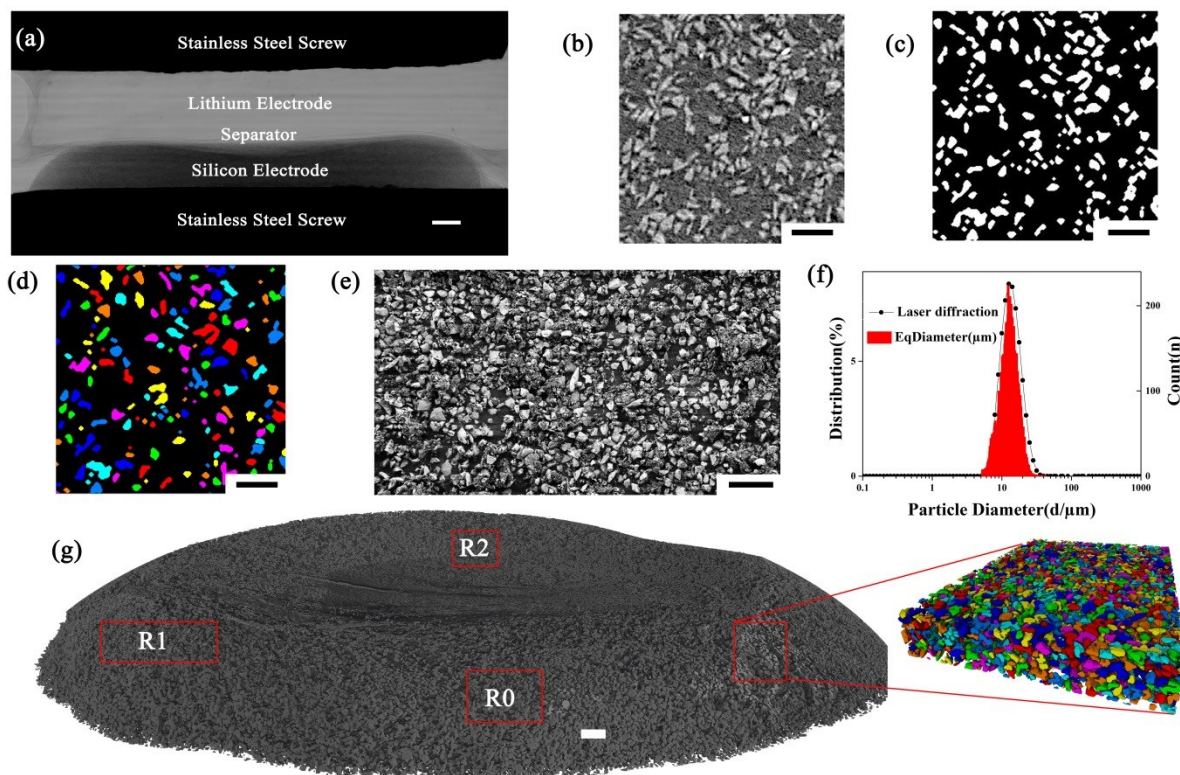 (a)
Stainless Steel Screw
Lithium Electrode
Separator
Silicon Electrode
Stainless Steel Screw
(b)
(c)
(d)
(e)
(f)
Laser diffraction
EqDiameter(μm)
Distribution(%)
5
0
200
100
0
Count(n)
0.1 1 10 100 1000
Particle Diameter(d/μm)
(g)
R2
R1
R0